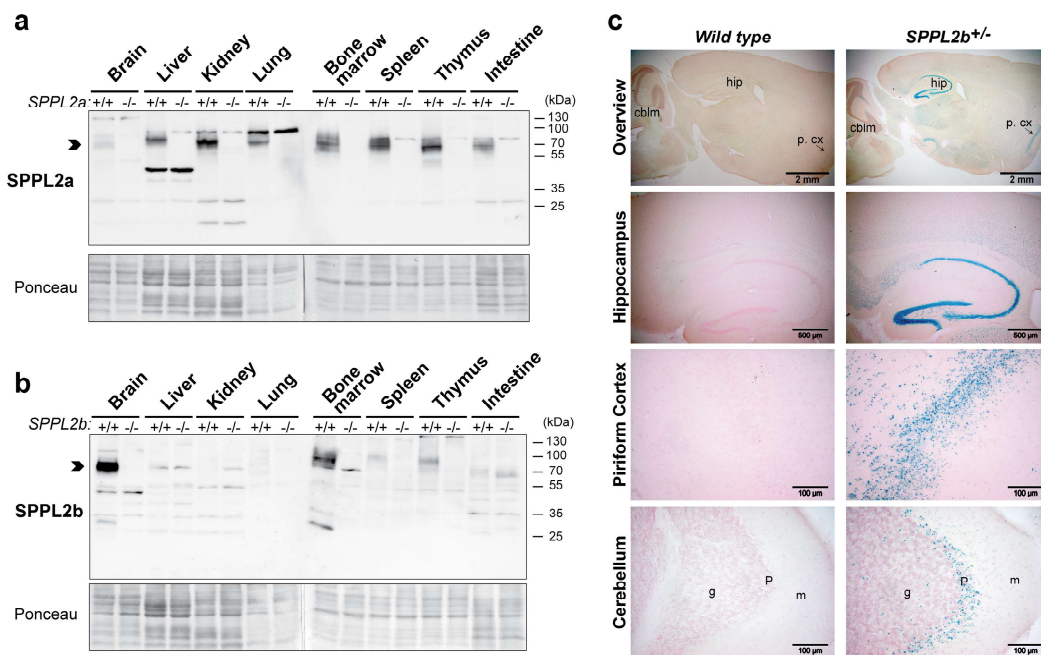 a
Brain Liver Kidney Lung Bone marrow Spleen Thymus Intestine
SPPL2a: +/+ -/- +/+ -/- +/+ -/- +/+ -/- +/+ -/- +/+ -/- +/+ -/- +/+ -/- (kDa)
130
100
70
55
35
25
SPPL2a
Ponceau
b
Brain Liver Kidney Lung Bone marrow Spleen Thymus Intestine
SPPL2b: +/+ -/- +/+ -/- +/+ -/- +/+ -/- +/+ -/- +/+ -/- +/+ -/- +/+ -/- (kDa)
130
100
70
55
36
25
SPPL2b
Ponceau
c
Wild type SPPL2b+/-
Overview
hip
cblm
p. cx
2 mm
hip
cblm
p. cx
2 mm
Hippocampus
500 µm
500 µm
Piriform Cortex
100 µm
100 µm
Cerebellum
g P m
100 µm
g P m
100 µm